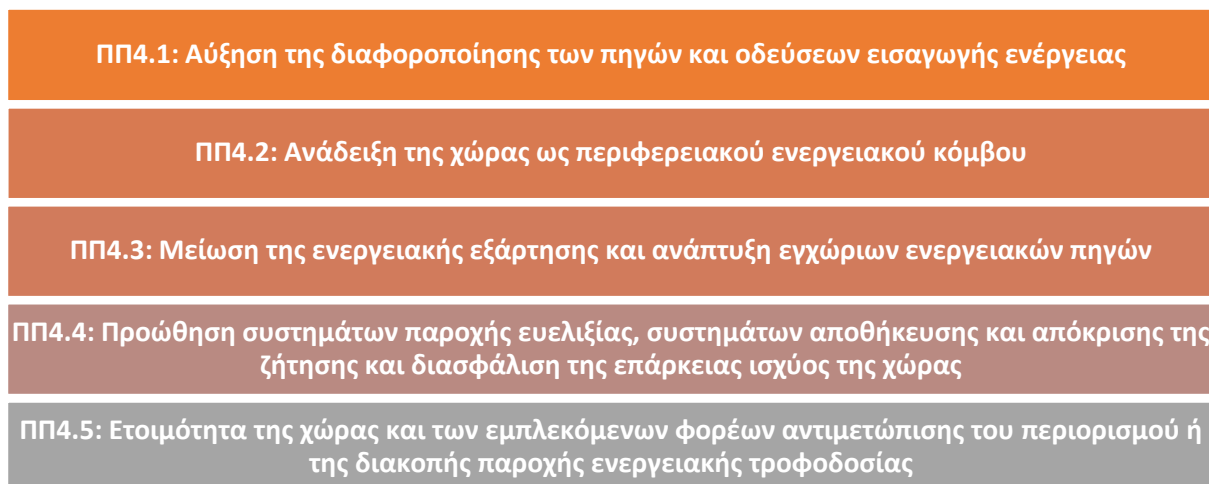 ΠΠ4.1: Αύξηση της διαφοροποίησης των πηγών και οδεύσεων εισαγωγής ενέργειας
ΠΠ4.2: Ανάδειξη της χώρας ως περιφερειακού ενεργειακού κόμβου
ΠΠ4.3: Μείωση της ενεργειακής εξάρτησης και ανάπτυξη εγχώριων ενεργειακών πηγών
ΠΠ4.4: Προώθηση συστημάτων παροχής ευελιξίας, συστημάτων αποθήκευσης και απόκρισης της
ζήτησης και διασφάλιση της επάρκειας ισχύος της χώρας
ΠΠ4.5: Ετοιμότητα της χώρας και των εμπλεκόμενων φορέων αντιμετώπισης του περιορισμού ή
της διακοπής παροχής ενεργειακής τροφοδοσίας